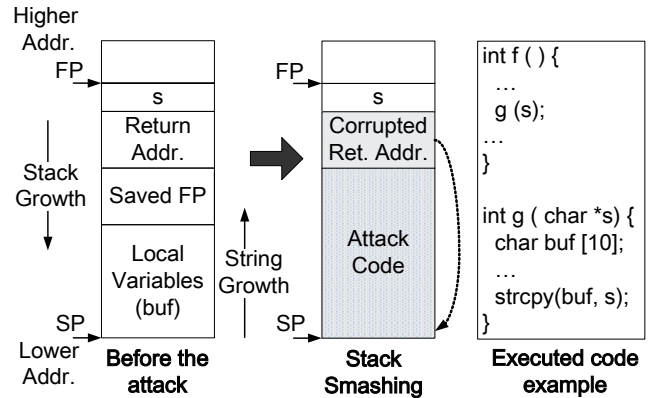 Higher
Addr.
FP
s
Return
Addr.
Saved FP
Local
Variables
(buf)
Stack
Growth
SP
Lower
Addr.
Before the
attack
String
Growth
FP
s
Corrupted
Ret. Addr.
Attack
Code
SP
Stack
Smashing
int f ( ) {
…
g (s);
…
}
int g ( char *s) {
char buf [10];
…
strcpy(buf, s);
}
Executed code
example